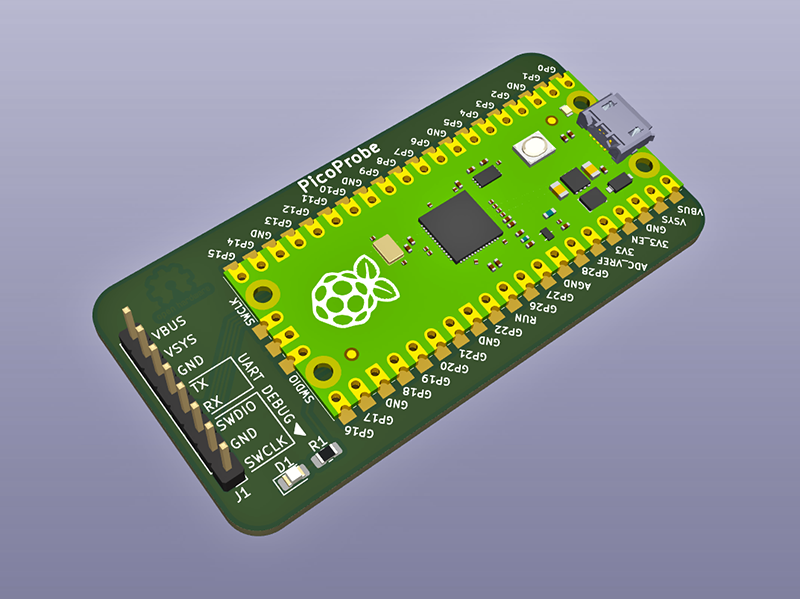 PicoProbe
GP0
GP1
GND
GP2
GP3
GP4
GP5
GND
GP6
GP7
GP8
GP9
GND
GP10
GP11
GP12
GP13
GND
GP14
GP15
VBUS
VSYS
GND
3V3_EN
3V3
ADC_VREF
GP28
AGND
GP27
GP26
RUN
GP22
GND
GP21
GP20
GP19
GP18
GND
GP17
GP16
SWCLK
SWDIO
VBUS
VSYS
GND
TX
RX
SWDIO
GND
SWCLK
UART DEBUG
J1
D1
R1